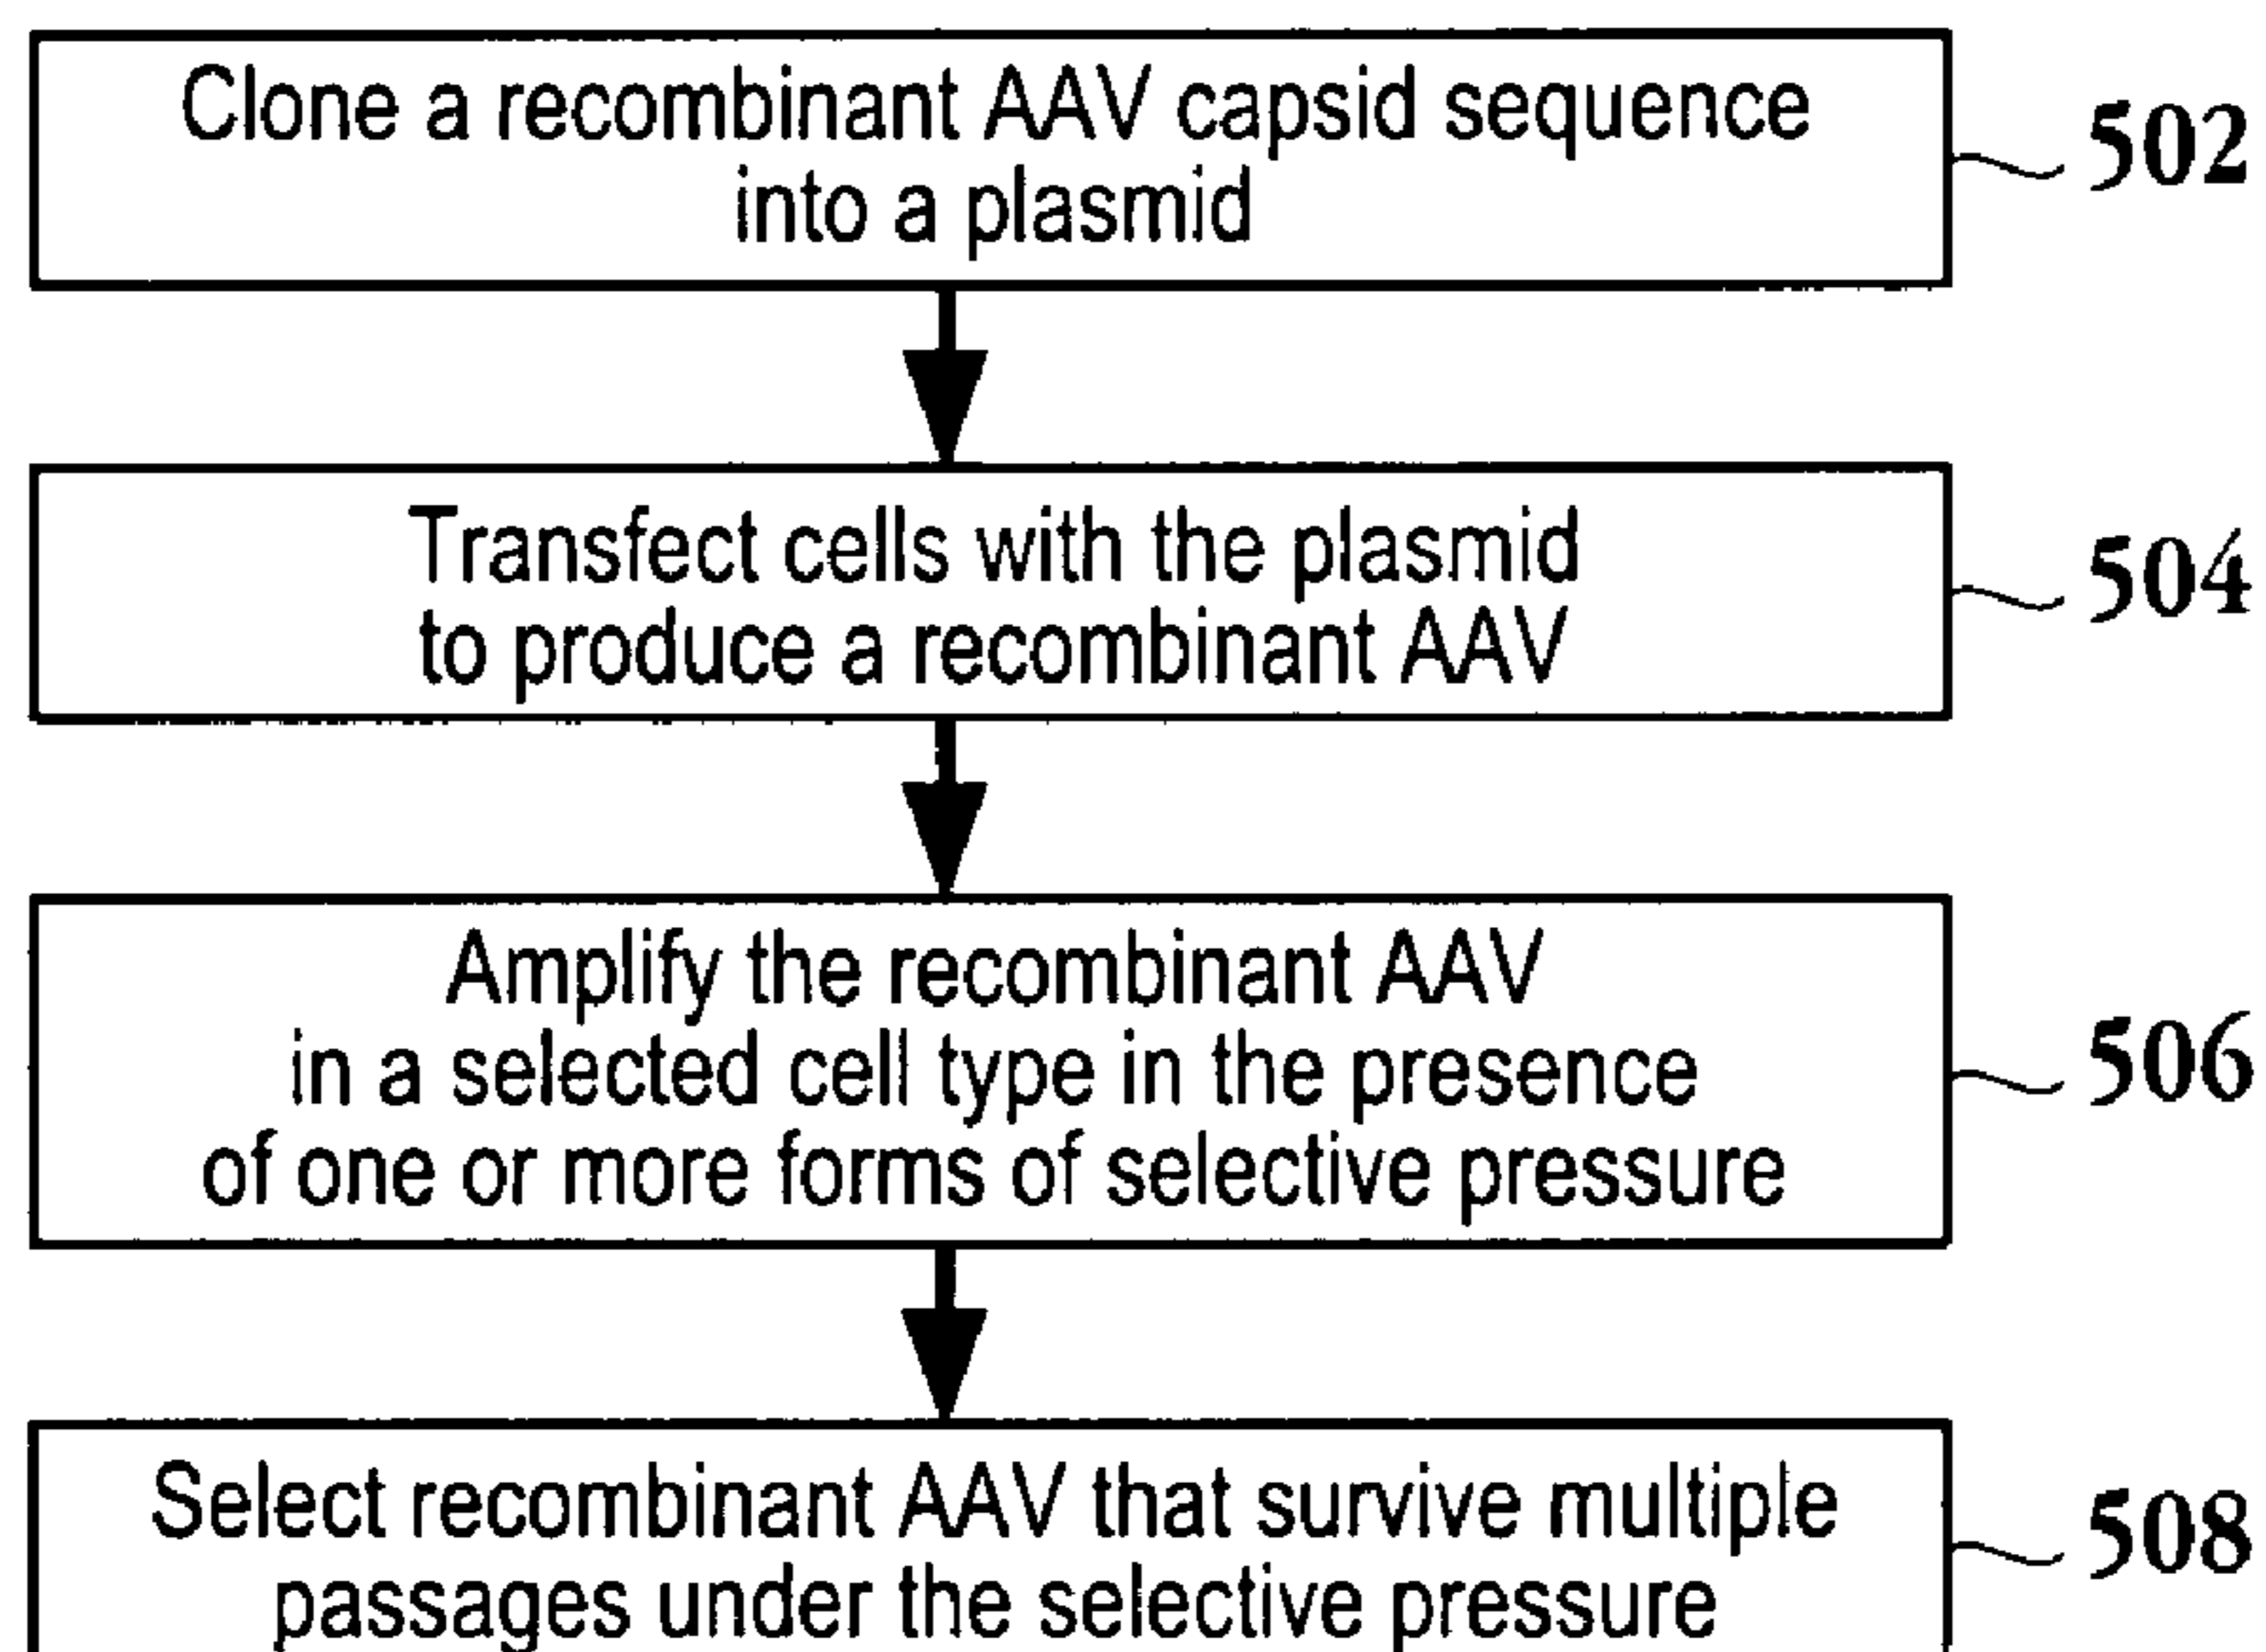 Clone a recombinant AAV capsid sequence
into a plasmid
502
Transfect cells with the plasmid
to produce a recombinant AAV
504
Amplify the recombinant AAV
in a selected cell type in the presence
of one or more forms of selective pressure
506
Select recombinant AAV that survive multiple
passages under the selective pressure
508